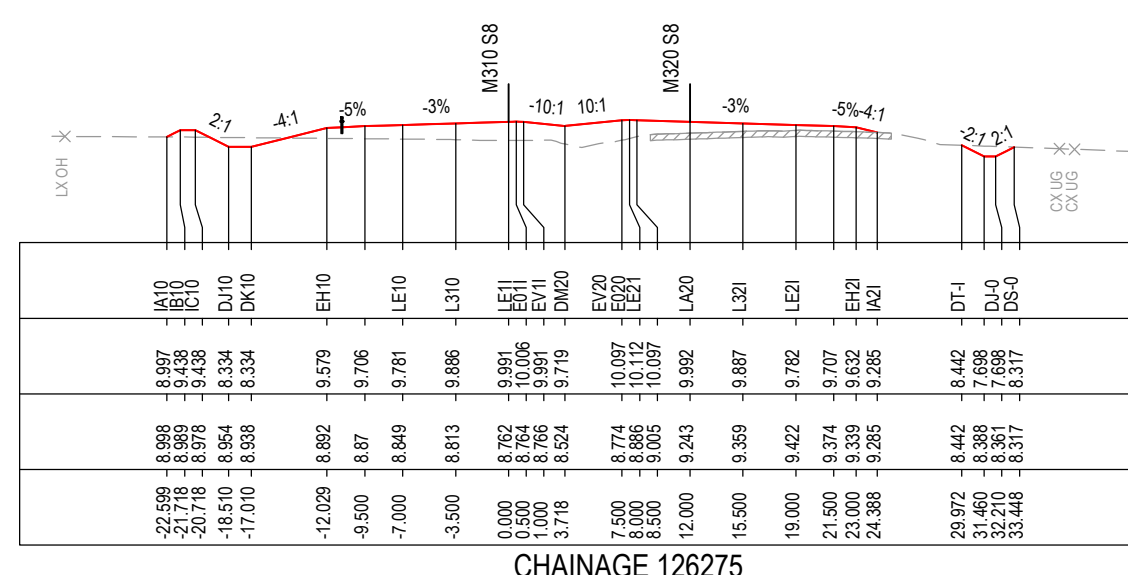 M310 S8
M320 S8
2:1 -4:1 -5% -3% -10:1 10:1 -3% -5% -4:1 -2:1 2:1
LX OH
CX UG
CX UG
IA10 IB10 IC10 DJ10 DK10 EH10 LE10 L310 LE1I E01I EV1I DM20 EV20 E020 LE21 LA20 L32I LE2I EH2I IA2I DT-I DJ-0 DS-0
8.997 9.438 9.438 8.334 8.334 9.579 9.706 9.781 9.886 9.991 10.006 9.991 9.719 10.097 10.112 10.097 9.992 9.887 9.782 9.707 9.632 9.285 8.442 7.698 7.698 8.317
8.998 8.989 8.978 8.954 8.938 8.892 8.87 8.849 8.813 8.762 8.764 8.766 8.524 8.774 8.886 9.005 9.243 9.359 9.422 9.374 9.339 9.285 8.442 8.388 8.361 8.317
-22.599 -21.718 -20.718 -18.510 -17.010 -12.029 -9.500 -7.000 -3.500 0.000 0.500 1.000 3.718 7.500 8.000 8.500 12.000 15.500 19.000 21.500 23.000 24.388 29.972 31.460 32.210 33.448
CHAINAGE 126275